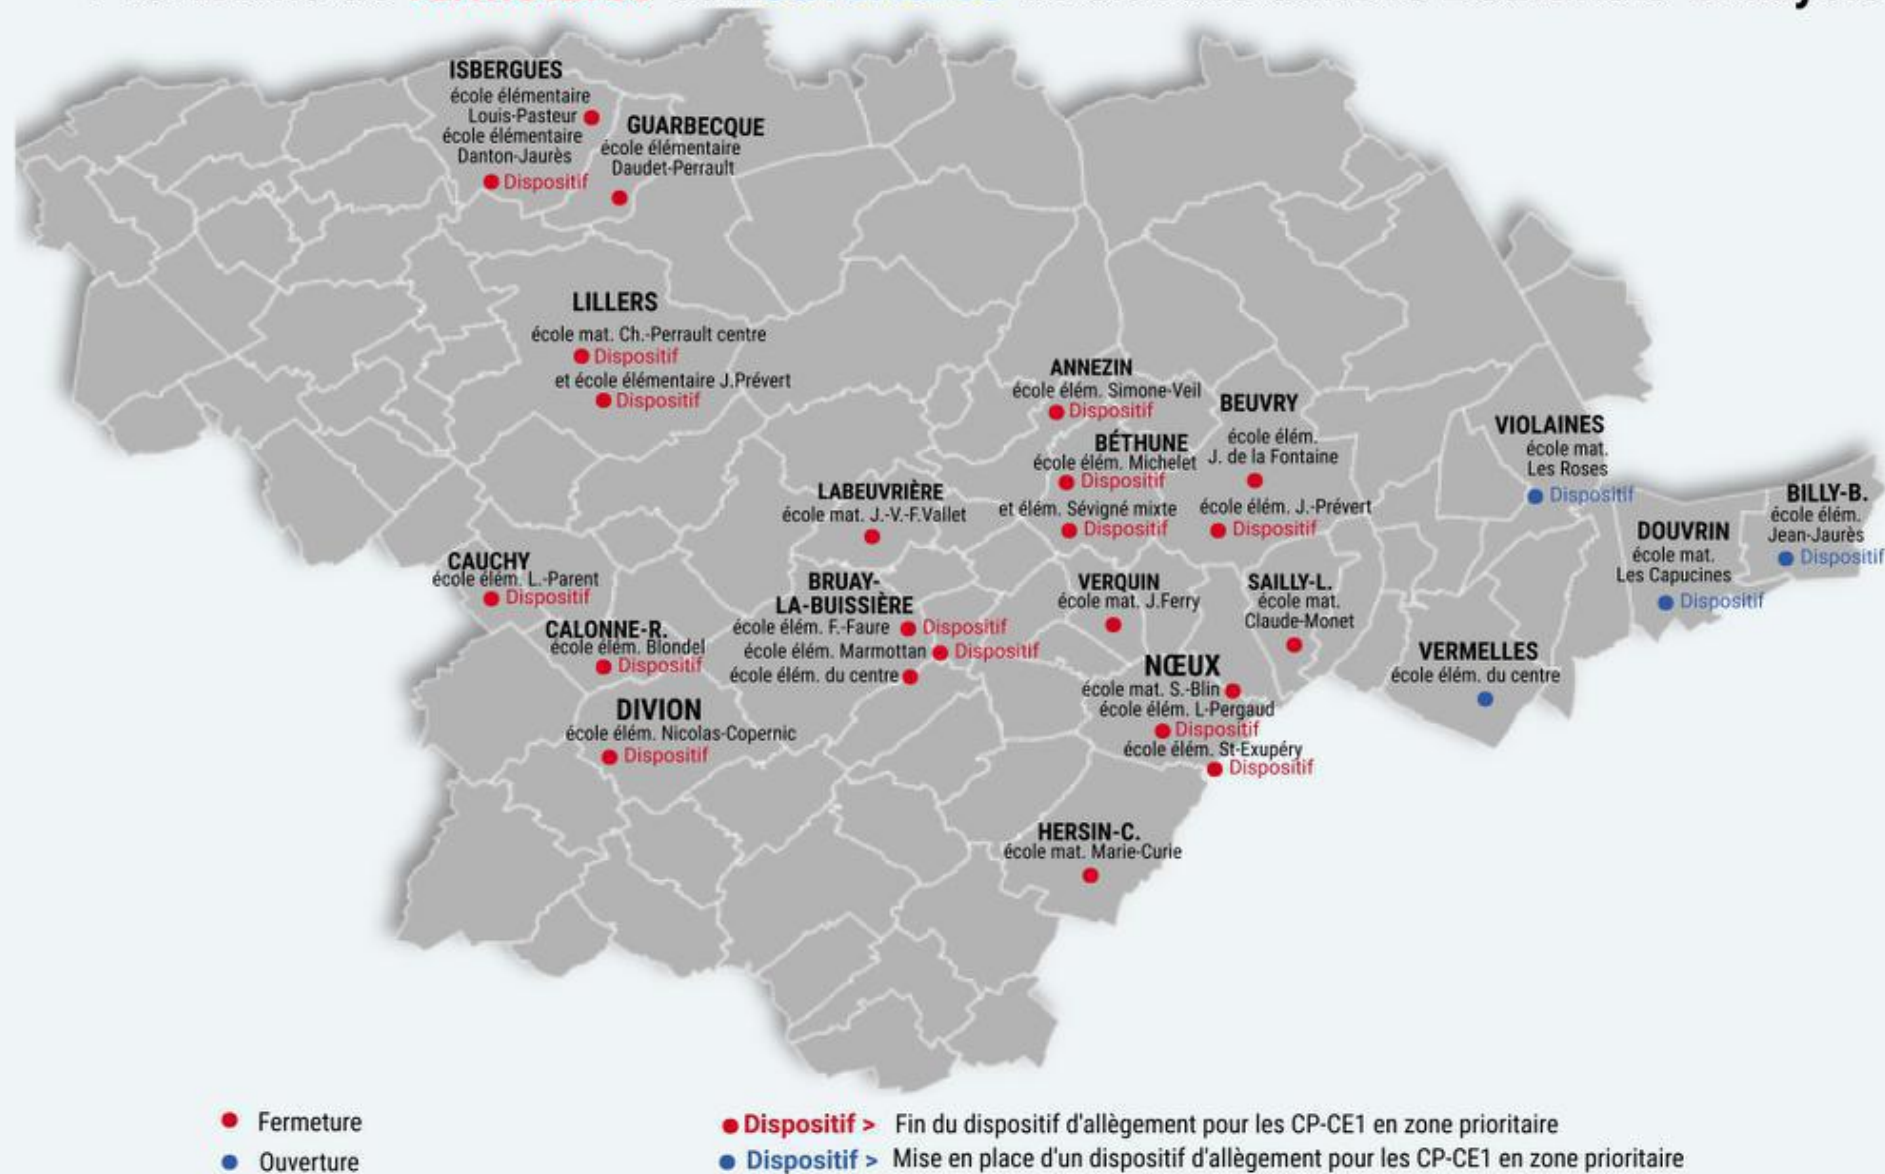 ISBERGUES
école élémentaire
Louis-Pasteur
école élémentaire
Danton-Jaurès
Dispositif
GUARBECQUE
école élémentaire
Daudet-Perrault
LILLERS
école mat. Ch.-Perrault centre
Dispositif
et école élémentaire J.Prévert
Dispositif
ANNEZIN
école élém. Simone-Veil
Dispositif
BÉTHUNE
école élém. Michelet
Dispositif
et élém. Sévigné mixte
Dispositif
BEUVRY
école élém.
J. de la Fontaine
école élém. J.-Prévert
Dispositif
VIOLAINES
école mat.
Les Roses
Dispositif
BILLY-B.
école élém.
Jean-Jaurès
Dispositif
DOUVRIN
école mat.
Les Capucines
Dispositif
LABEUVRIÈRE
école mat. J.-V.-F.Vallet
CAUCHY
école élém. L.-Parent
Dispositif
CALONNE-R.
école élém. Blondel
Dispositif
BRUAY-
LA-BUISSIÈRE
école élém. F.-Faure Dispositif
école élém. Marmottan Dispositif
école élém. du centre
VERQUIN
école mat. J.Ferry
SAILLY-L.
école mat.
Claude-Monet
VERMELLES
école élém. du centre
NŒUX
école mat. S.-Blin
école élém. L-Pergaud
Dispositif
école élém. St-Exupéry
Dispositif
DIVION
école élém. Nicolas-Copernic
Dispositif
HERSIN-C.
école mat. Marie-Curie
Fermeture
Ouverture
Dispositif > Fin du dispositif d'allègement pour les CP-CE1 en zone prioritaire
Dispositif > Mise en place d'un dispositif d'allègement pour les CP-CE1 en zone prioritaire